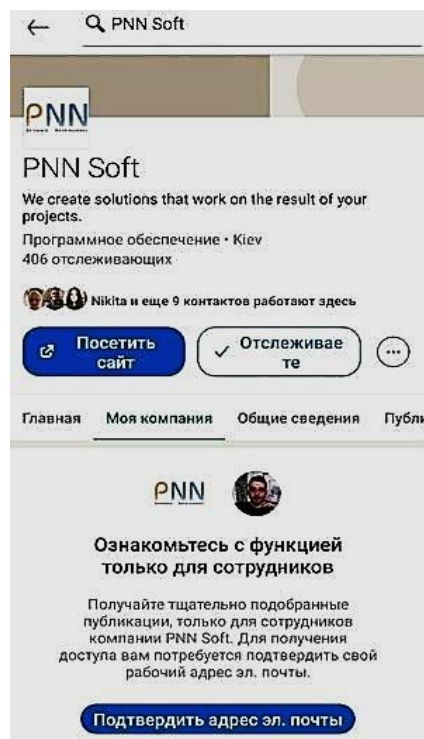 PNN Soft
PNN
PNN Soft
We create solutions that work on the result of your
projects.
Программное обеспечение • Kiev
406 отслеживающих
Nikita и еще 9 контактов работают здесь
Посетить
сайт
Отслеживае
те
Главная Моя компания Общие сведения Публи
PNN
Ознакомьтесь с функцией
только для сотрудников
Получайте тщательно подобранные
публикации, только для сотрудников
компании PNN Soft. Для получения
доступа вам потребуется подтвердить свой
рабочий адрес эл. почты.
Подтвердить адрес эл. почты